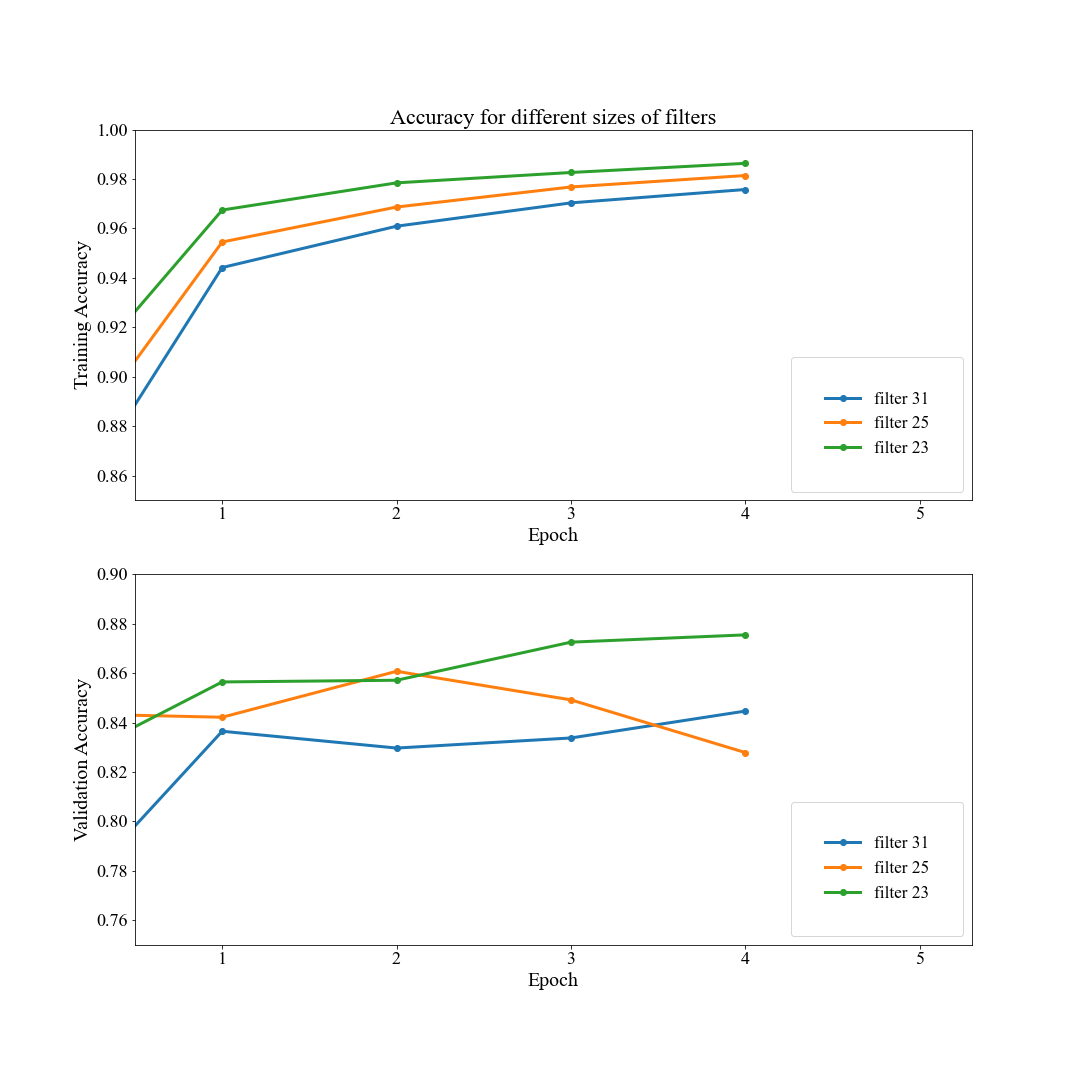 Accuracy for different sizes of filters
1.00
0.98
0.96
0.94
0.92
0.90
0.88
0.86
Training Accuracy
filter 31
filter 25
filter 23
1 2 3 4 5
Epoch
0.90
0.88
0.86
0.84
0.82
0.80
0.78
0.76
Validation Accuracy
filter 31
filter 25
filter 23
1 2 3 4 5
Epoch